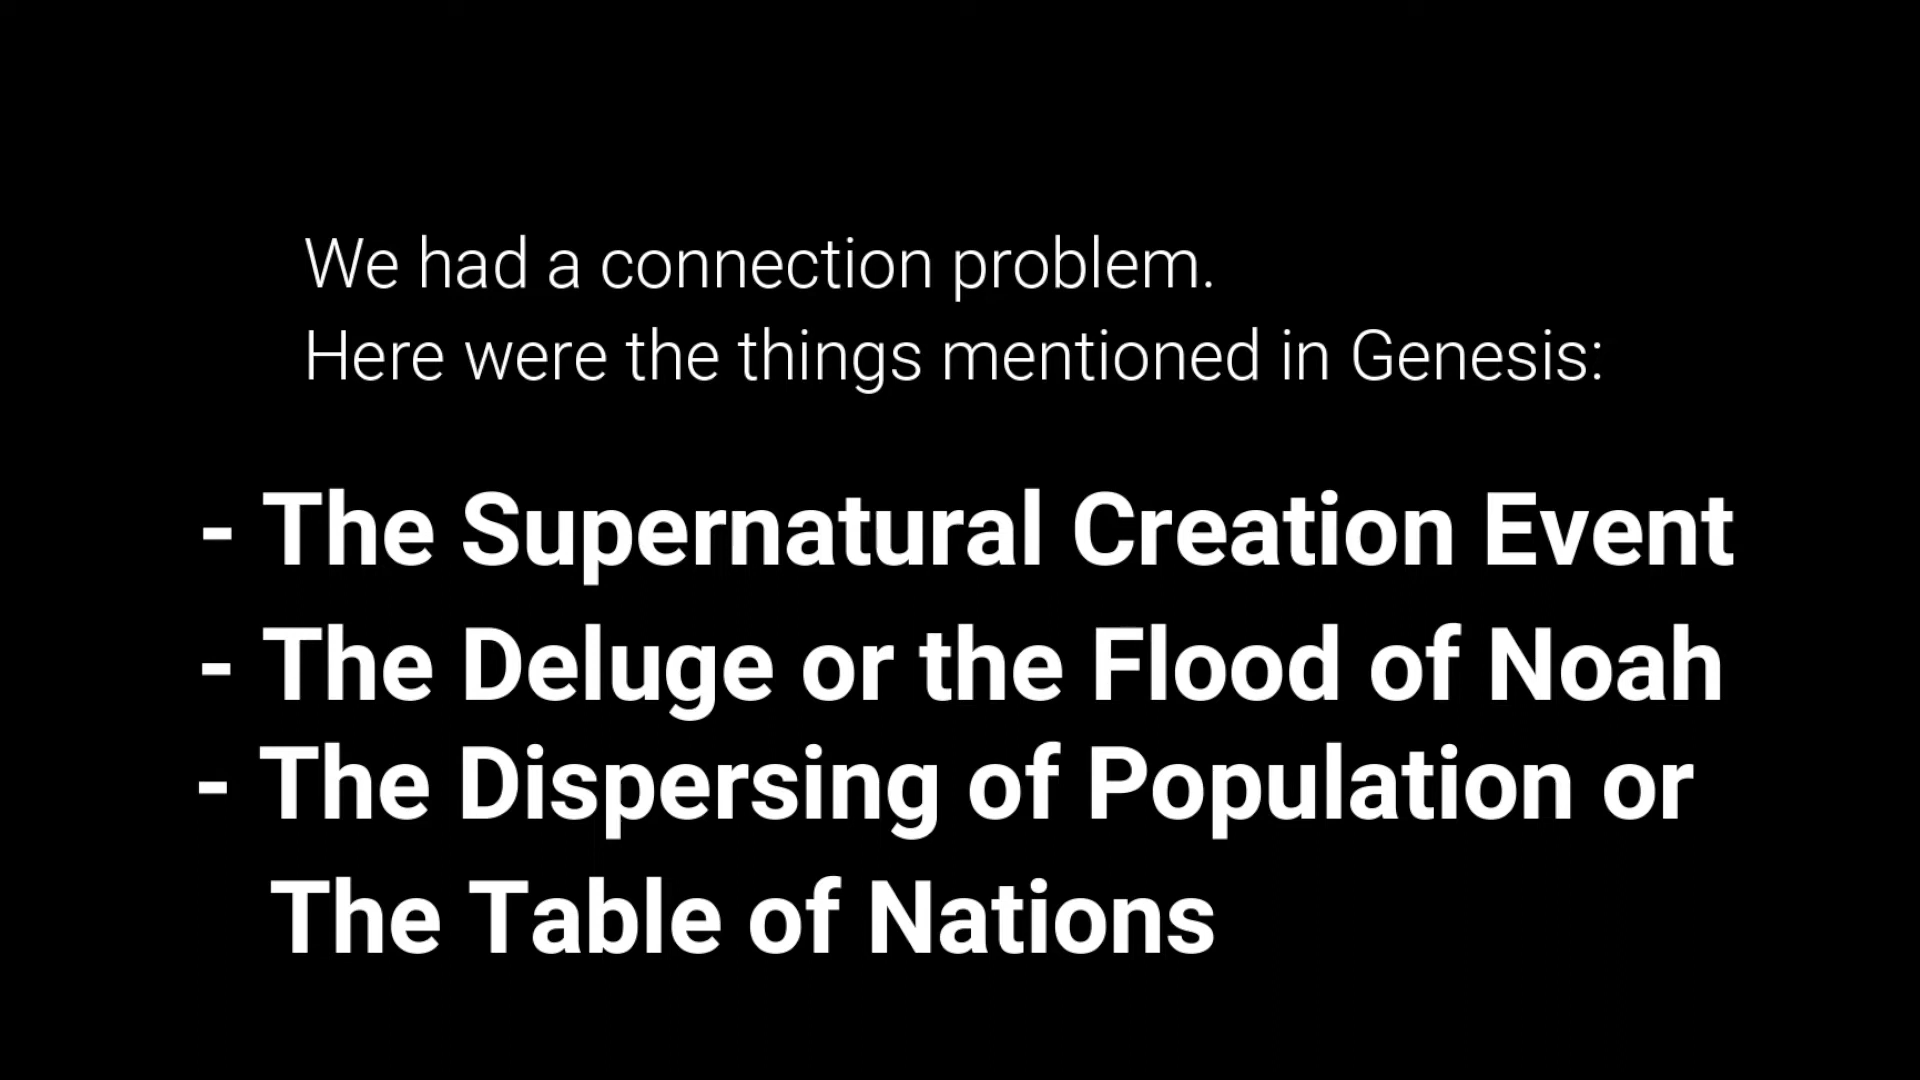 We had a connection problem.
Here were the things mentioned in Genesis:
- The Supernatural Creation Event
- The Deluge or the Flood of Noah
- The Dispersing of Population or
The Table of Nations